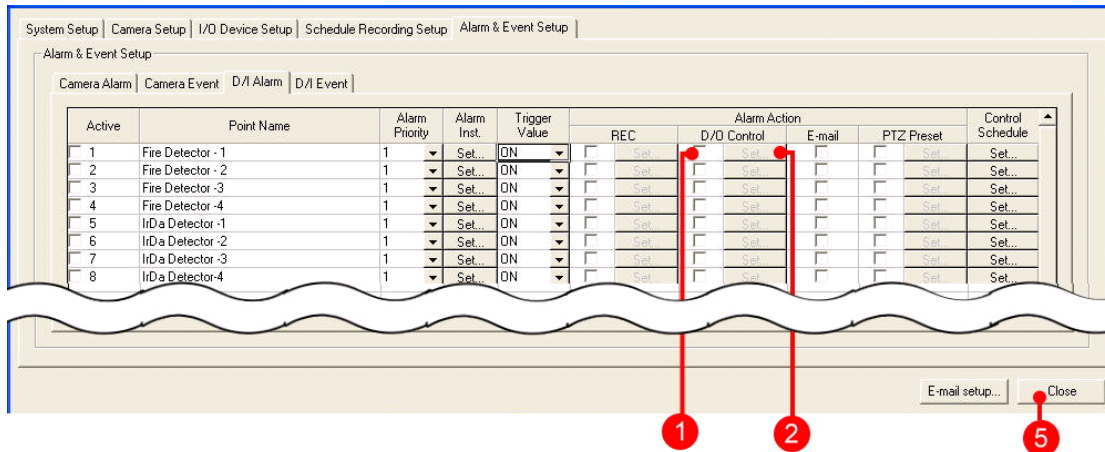 System Setup Camera Setup I/O Device Setup Schedule Recording Setup Alarm & Event Setup
Alarm & Event Setup
Camera Alarm Camera Event D/I Alarm D/I Event
Active Point Name Alarm Priority Alarm Inst. Trigger Value Alarm Action Control Schedule
REC D/O Control E-mail PTZ Preset
1 Fire Detector - 1 1 Set... ON Set... Set... Set... Set...
2 Fire Detector - 2 1 Set... ON Set... Set... Set... Set...
3 Fire Detector -3 1 Set... ON Set... Set... Set... Set...
4 Fire Detector -4 1 Set... ON Set... Set... Set... Set...
5 IrDa Detector -1 1 Set... ON Set... Set... Set... Set...
6 IrDa Detector -2 1 Set... ON Set... Set... Set... Set...
7 IrDa Detector -3 1 Set... ON Set... Set... Set... Set...
8 IrDa Detector-4 1 Set... ON Set... Set... Set... Set...
E-mail setup... Close
1 2 5